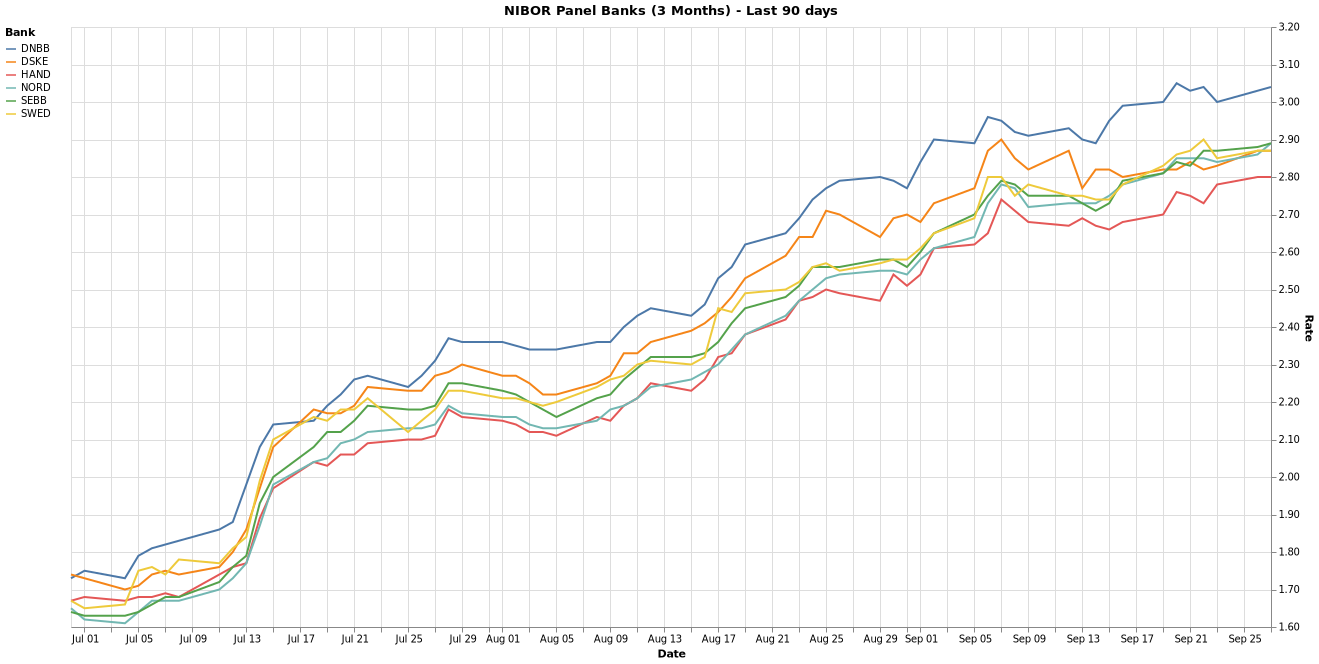 NIBOR Panel Banks (3 Months) - Last 90 days
Bank
DNBB
DSKE
HAND
NORD
SEBB
SWED
3.20
3.10
3.00
2.90
2.80
2.70
2.60
2.50
2.40
2.30
2.20
2.10
2.00
1.90
1.80
1.70
1.60
Rate
Jul 01 Jul 05 Jul 09 Jul 13 Jul 17 Jul 21 Jul 25 Jul 29 Aug 01 Aug 05 Aug 09 Aug 13 Aug 17 Aug 21 Aug 25 Aug 29 Sep 01 Sep 05 Sep 09 Sep 13 Sep 17 Sep 21 Sep 25
Date